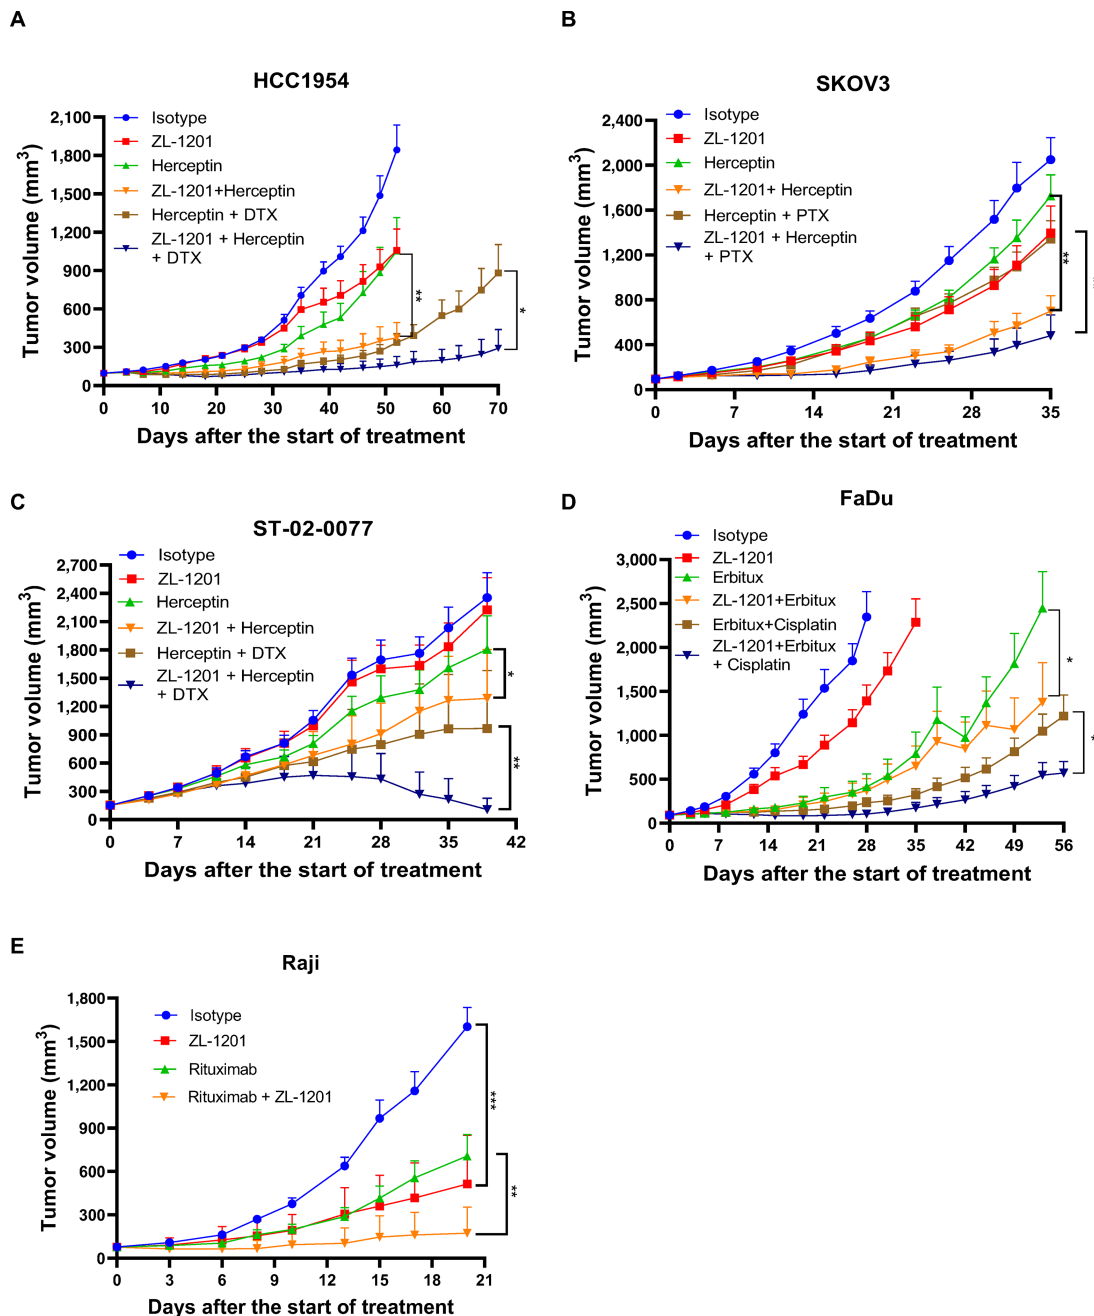 A
HCC1954
Tumor volume (mm3)
2,100
1,800
1,500
1,200
900
600
300
0
Isotype
ZL-1201
Herceptin
ZL-1201+Herceptin
Herceptin + DTX
ZL-1201 + Herceptin
+ DTX
**
*
0 10 20 30 40 50 60 70
Days after the start of treatment
B
SKOV3
Tumor volume (mm3)
2,400
2,000
1,600
1,200
800
400
0
Isotype
ZL-1201
Herceptin
ZL-1201+ Herceptin
Herceptin + PTX
ZL-1201 + Herceptin
+ PTX
**
0 7 14 21 28 35
Days after the start of treatment
C
ST-02-0077
Tumor volume (mm3)
2,700
2,400
2,100
1,800
1,500
1,200
900
600
300
0
Isotype
ZL-1201
Herceptin
ZL-1201 + Herceptin
Herceptin + DTX
ZL-1201 + Herceptin
+ DTX
*
**
0 7 14 21 28 35 42
Days after the start of treatment
D
FaDu
Tumor volume (mm3)
3,000
2,500
2,000
1,500
1,000
500
0
Isotype
ZL-1201
Erbitux
ZL-1201+Erbitux
Erbitux+Cisplatin
ZL-1201+Erbitux
+ Cisplatin
*
*
0 7 14 21 28 35 42 49 56
Days after the start of treatment
E
Raji
Tumor volume (mm3)
1,800
1,500
1,200
900
600
300
0
Isotype
ZL-1201
Rituximab
Rituximab + ZL-1201
***
**
0 3 6 9 12 15 18 21
Days after the start of treatment